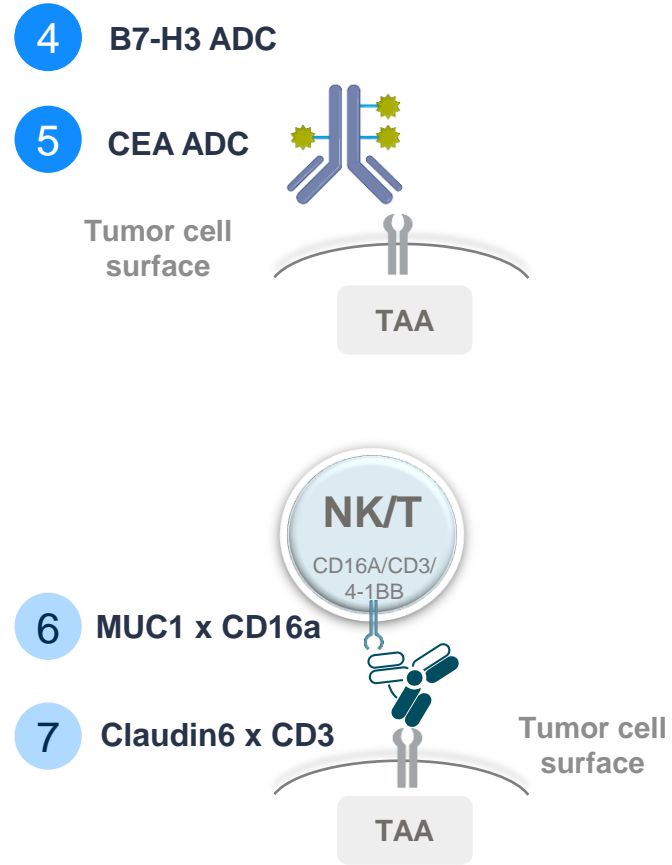 4 B7-H3 ADC
5 CEA ADC
Tumor cell
surface
TAA
NK/T
CD16A/CD3/
4-1BB
6 MUC1 x CD16a
7 Claudin6 x CD3
Tumor cell
surface
TAA